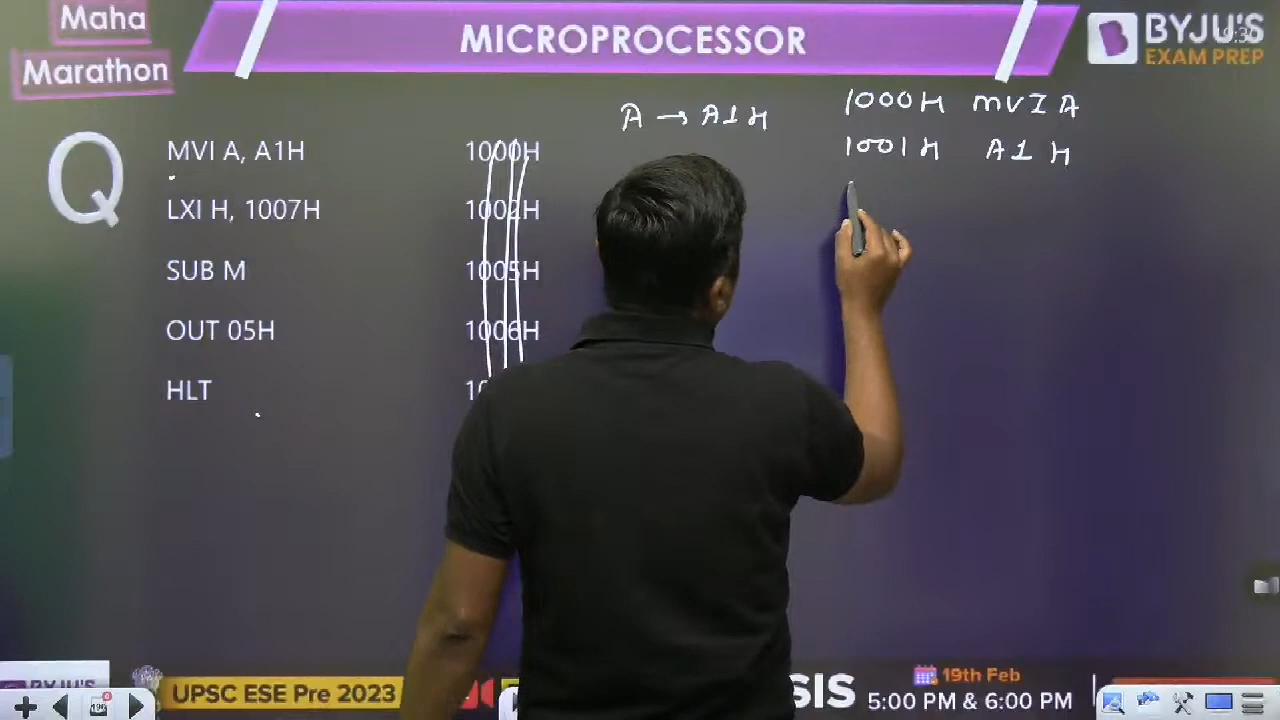 Maha
Marathon
MICROPROCESSOR
BYJU'S
EXAM PREP
Q
MVI A, A1H 1000H
LXI H, 1007H 1002H
SUB M 1005H
OUT 05H 1006H
HLT
A → A1H
1000H MVI A
1001H A1 H
UPSC ESE Pre 2023
SIS
19th Feb
5:00 PM & 6:00 PM